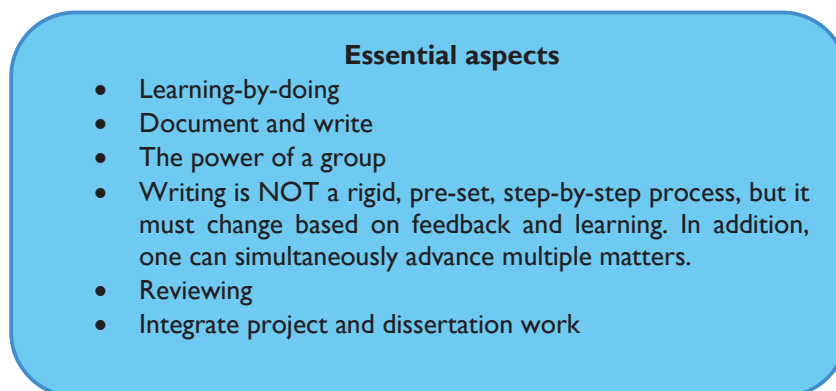 Essential aspects
• Learning-by-doing
• Document and write
• The power of a group
• Writing is NOT a rigid, pre-set, step-by-step process, but it
must change based on feedback and learning. In addition,
one can simultaneously advance multiple matters.
• Reviewing
• Integrate project and dissertation work